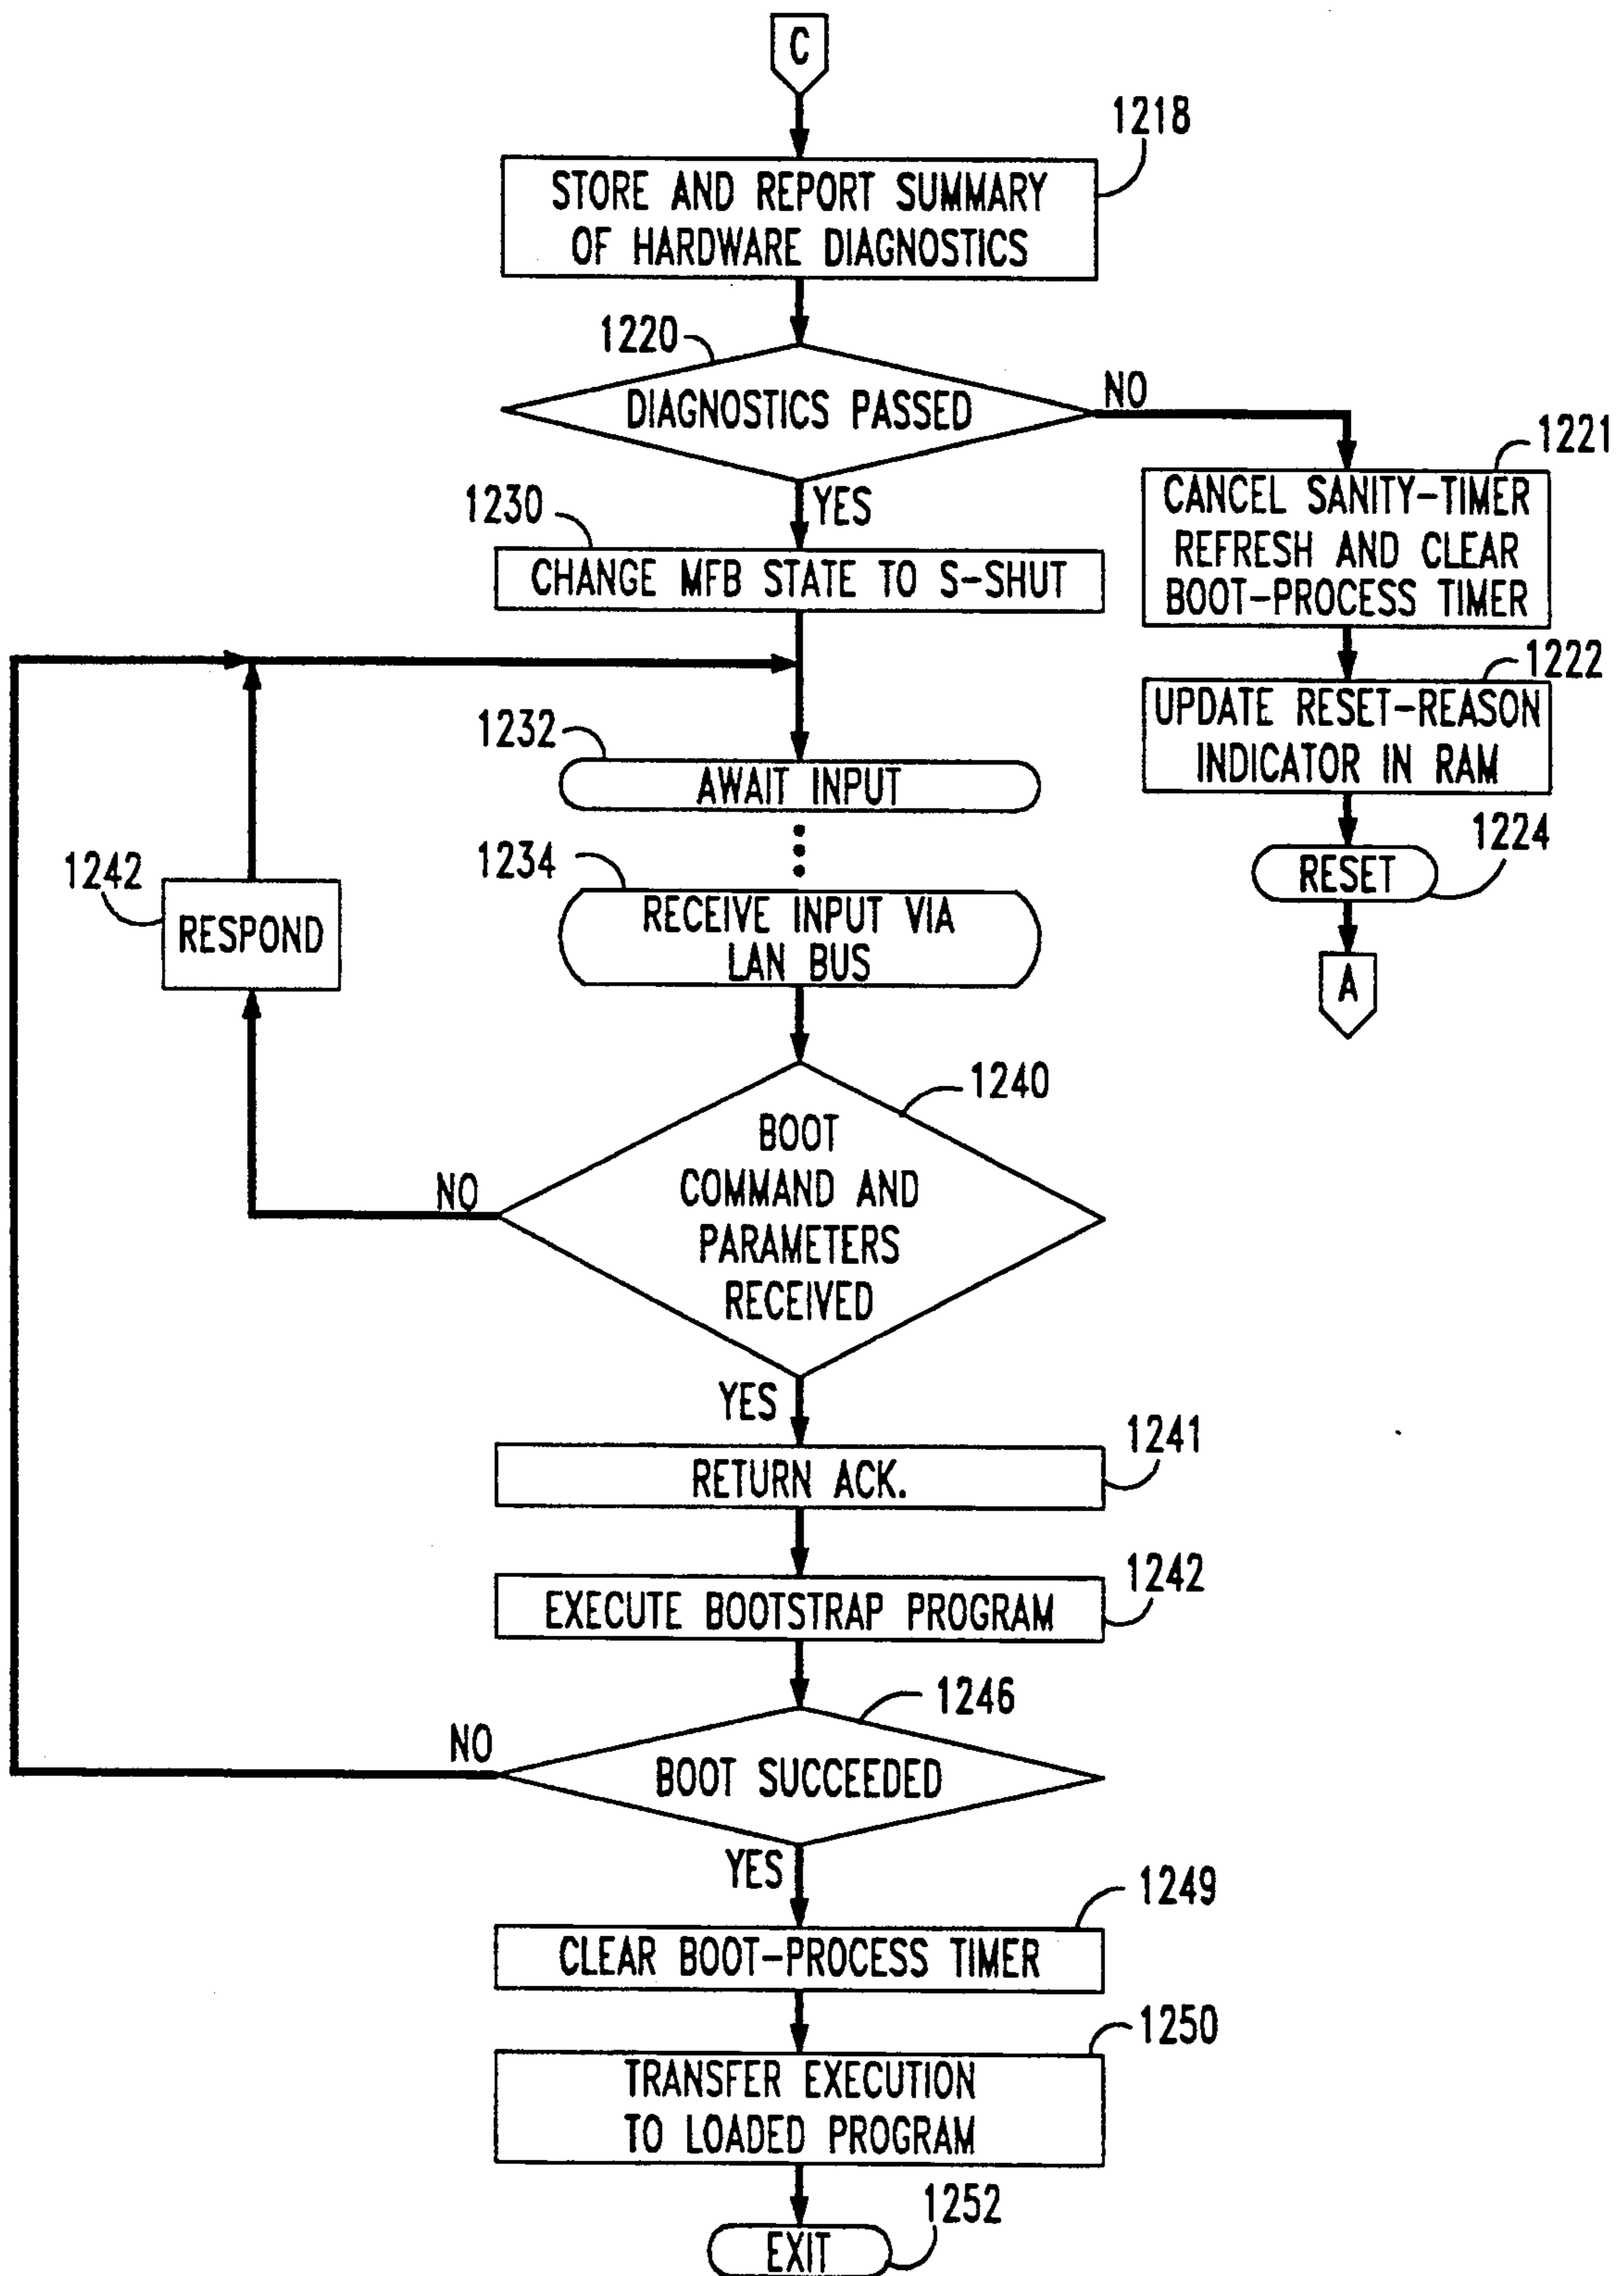 C
1218
STORE AND REPORT SUMMARY
OF HARDWARE DIAGNOSTICS
1220
DIAGNOSTICS PASSED
NO
YES
1221
CANCEL SANITY-TIMER
REFRESH AND CLEAR
BOOT-PROCESS TIMER
1230
CHANGE MFB STATE TO S-SHUT
1222
UPDATE RESET-REASON
INDICATOR IN RAM
1232
AWAIT INPUT
1224
RESET
A
1234
RECEIVE INPUT VIA
LAN BUS
1242
RESPOND
1240
BOOT
COMMAND AND
PARAMETERS
RECEIVED
NO
YES
1241
RETURN ACK.
1242
EXECUTE BOOTSTRAP PROGRAM
1246
BOOT SUCCEEDED
NO
YES
1249
CLEAR BOOT-PROCESS TIMER
1250
TRANSFER EXECUTION
TO LOADED PROGRAM
1252
EXIT